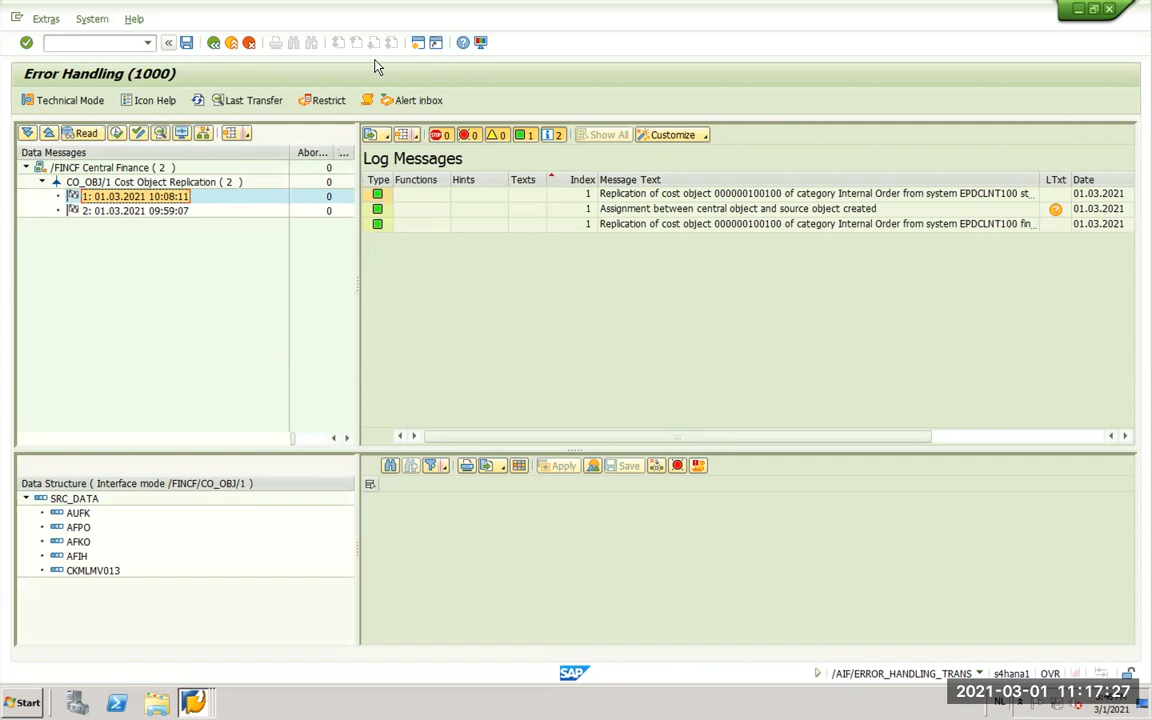 Extras System Help
Error Handling (1000)
Technical Mode Icon Help Last Transfer Restrict Alert inbox
Read
STOP 0 0 0 1 2 Show All Customize
Data Messages Abor... ...
Log Messages
/FINCF Central Finance ( 2 ) 0
CO_OBJ/1 Cost Object Replication ( 2 ) 0
1: 01.03.2021 10:08:11 0
2: 01.03.2021 09:59:07 0
Type Functions Hints Texts Index Message Text LTxt Date
1 Replication of cost object 000000100100 of category Internal Order from system EPDCLNT100 st... 01.03.2021
1 Assignment between central object and source object created 01.03.2021
1 Replication of cost object 000000100100 of category Internal Order from system EPDCLNT100 fin... 01.03.2021
Apply Save
Data Structure ( Interface mode /FINCF/CO_OBJ/1 )
SRC_DATA
AUFK
AFPO
AFKO
AFIH
CKMLMV013
SAP /AIF/ERROR_HANDLING_TRANS s4hana1 OVR
2021-03-01 11:17:27
Start NL 3/1/2021